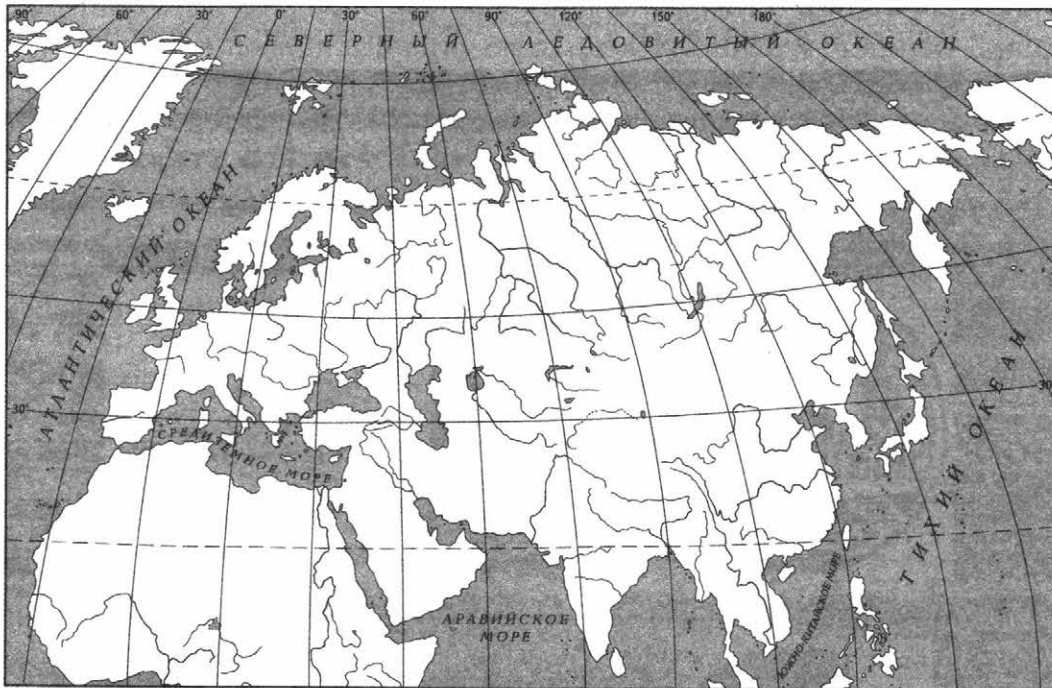 90° 60° 30° 0° 30° 60° 90° 120° 150° 180°
СЕВЕРНЫЙ ЛЕДОВИТЫЙ ОКЕАН
АТЛАНТИЧЕСКИЙ ОКЕАН
30° 30°
СРЕДИЗЕМНОЕ МОРЕ
ТИХИЙ ОКЕАН
АРАВИЙСКОЕ
МОРЕ
ЮЖНО-КИТАЙСКОЕ МОРЕ